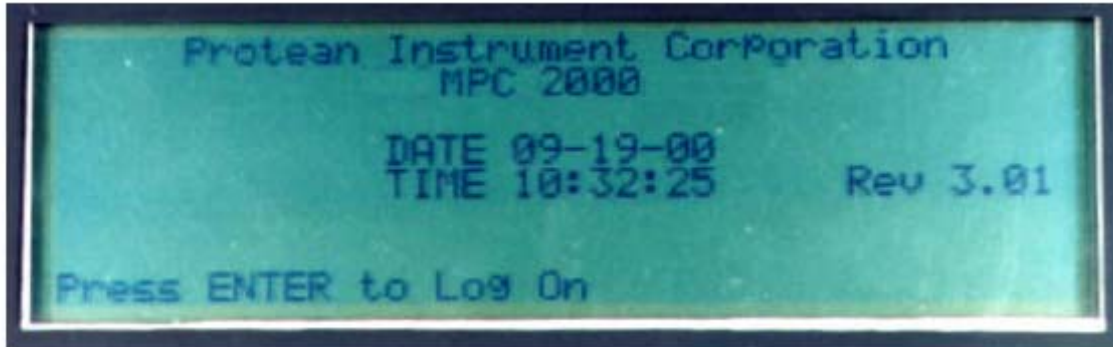 Protean Instrument Corporation
MPC 2000
DATE 09-19-00
TIME 10:32:25 Rev 3.01
Press ENTER to Log On